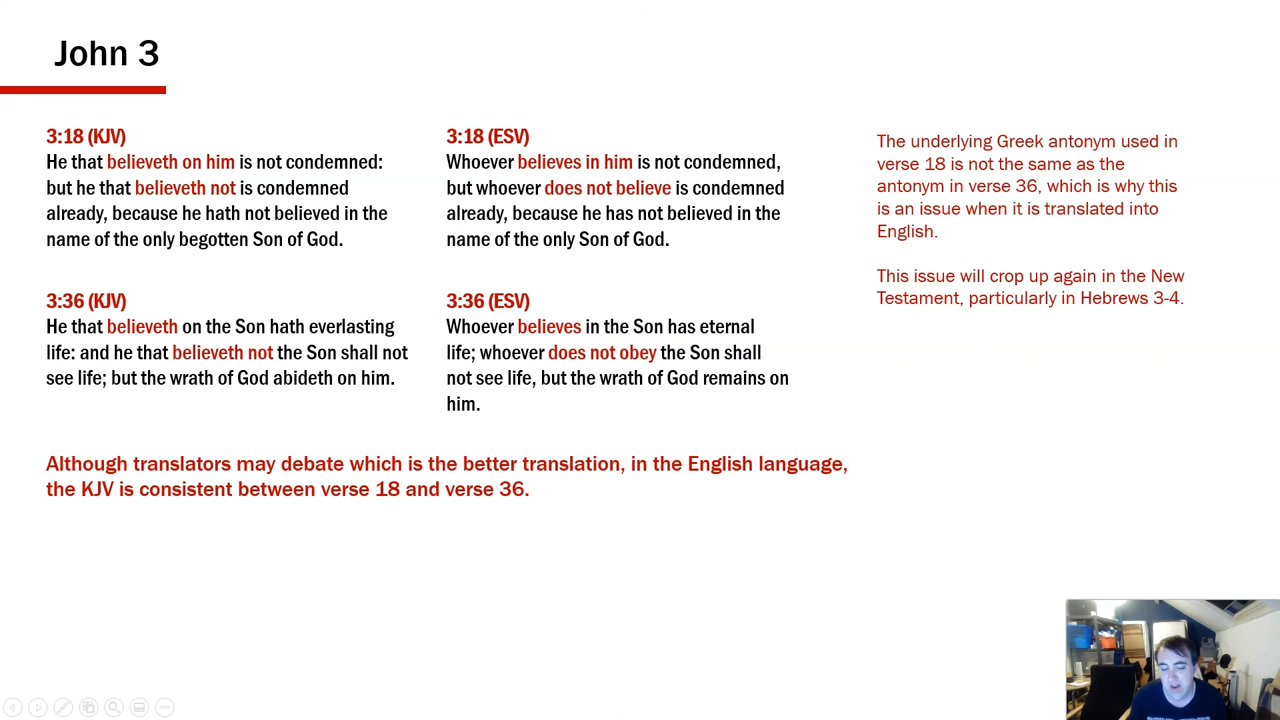 John 3
3:18 (KJV)
He that believeth on him is not condemned:
but he that believeth not is condemned
already, because he hath not believed in the
name of the only begotten Son of God.
3:36 (KJV)
He that believeth on the Son hath everlasting
life: and he that believeth not the Son shall not
see life; but the wrath of God abideth on him.
3:18 (ESV)
Whoever believes in him is not condemned,
but whoever does not believe is condemned
already, because he has not believed in the
name of the only Son of God.
3:36 (ESV)
Whoever believes in the Son has eternal
life; whoever does not obey the Son shall
not see life, but the wrath of God remains on
him.
The underlying Greek antonym used in
verse 18 is not the same as the
antonym in verse 36, which is why this
is an issue when it is translated into
English.
This issue will crop up again in the New
Testament, particularly in Hebrews 3-4.
Although translators may debate which is the better translation, in the English language,
the KJV is consistent between verse 18 and verse 36.